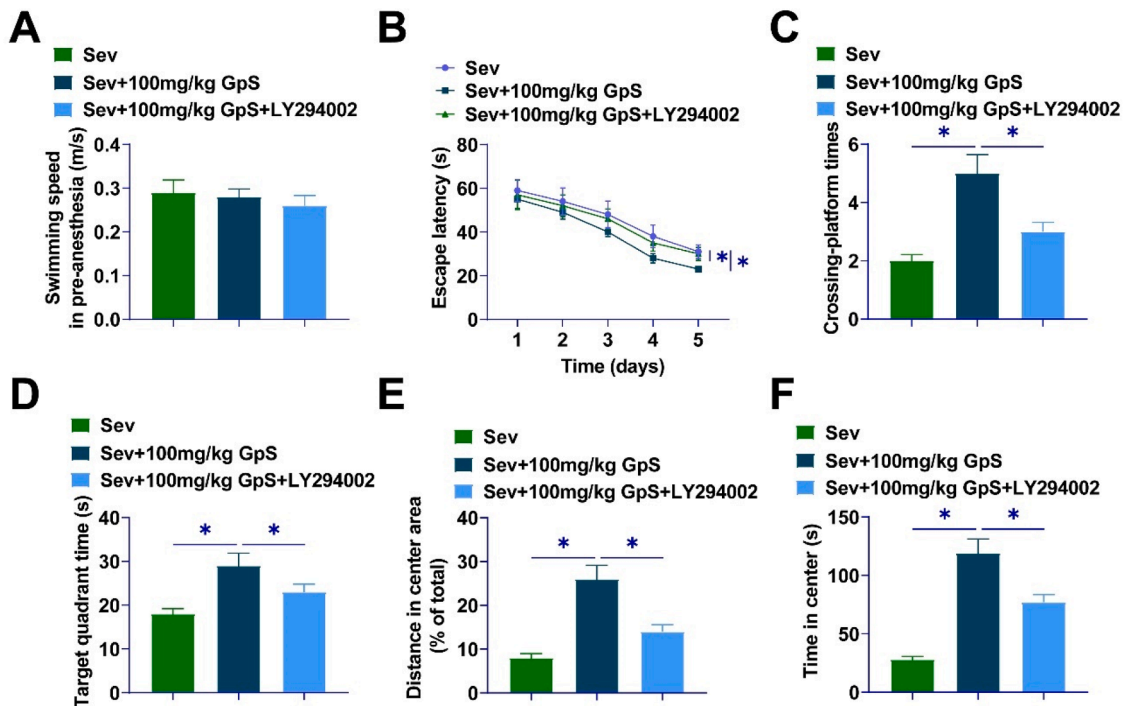 A
Sev
Sev+100mg/kg GpS
Sev+100mg/kg GpS+LY294002
Swimming speed
in pre-anesthesia (m/s)
0.4
0.3
0.2
0.1
0.0
B
Sev
Sev+100mg/kg GpS
Sev+100mg/kg GpS+LY294002
Escape latency (s)
80
60
40
20
0
* *
1 2 3 4 5
Time (days)
C
Sev
Sev+100mg/kg GpS
Sev+100mg/kg GpS+LY294002
Crossing-platform times
6
4
2
0
* *
D
Sev
Sev+100mg/kg GpS
Sev+100mg/kg GpS+LY294002
Target quadrant time (s)
40
30
20
10
0
* *
E
Sev
Sev+100mg/kg GpS
Sev+100mg/kg GpS+LY294002
Distance in center area
(% of total)
40
30
20
10
0
* *
F
Sev
Sev+100mg/kg GpS
Sev+100mg/kg GpS+LY294002
Time in center (s)
150
100
50
0
* *